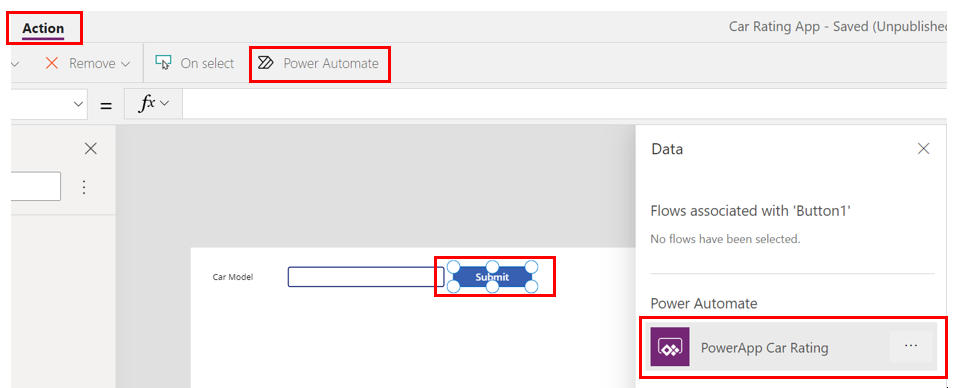 Action
Car Rating App - Saved (Unpublished
Remove
On select
Power Automate
=
fx
Data
Flows associated with 'Button1'
No flows have been selected.
Car Model
Submit
Power Automate
PowerApp Car Rating
...